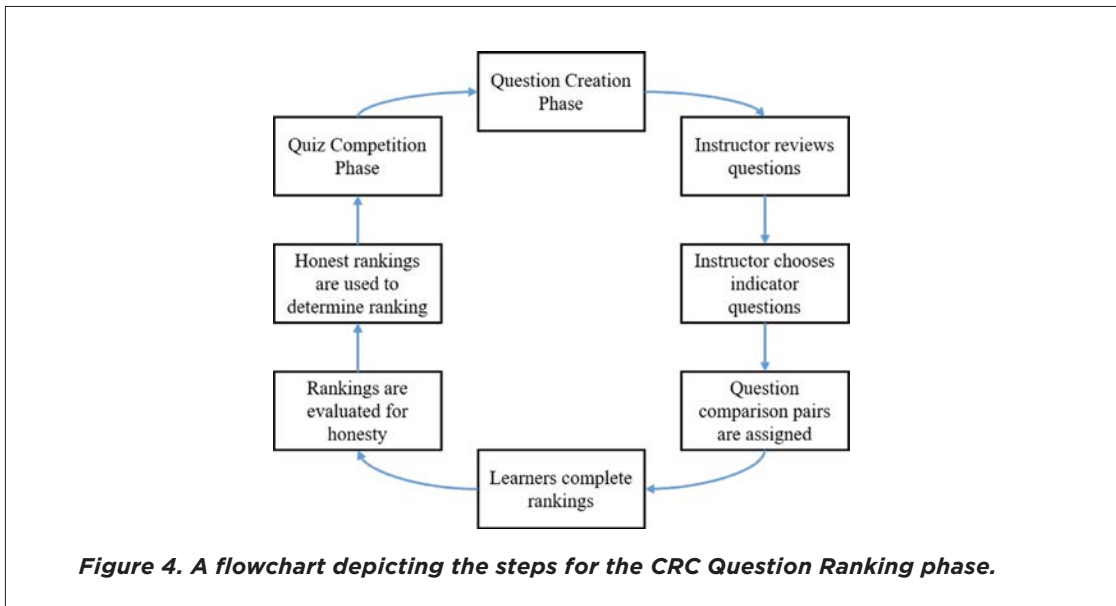 Question Creation
Phase
Instructor reviews
questions
Instructor chooses
indicator
questions
Question
comparison pairs
are assigned
Learners complete
rankings
Rankings are
evaluated for
honesty
Honest rankings
are used to
determine ranking
Quiz Competition
Phase
Figure 4. A flowchart depicting the steps for the CRC Question Ranking phase.